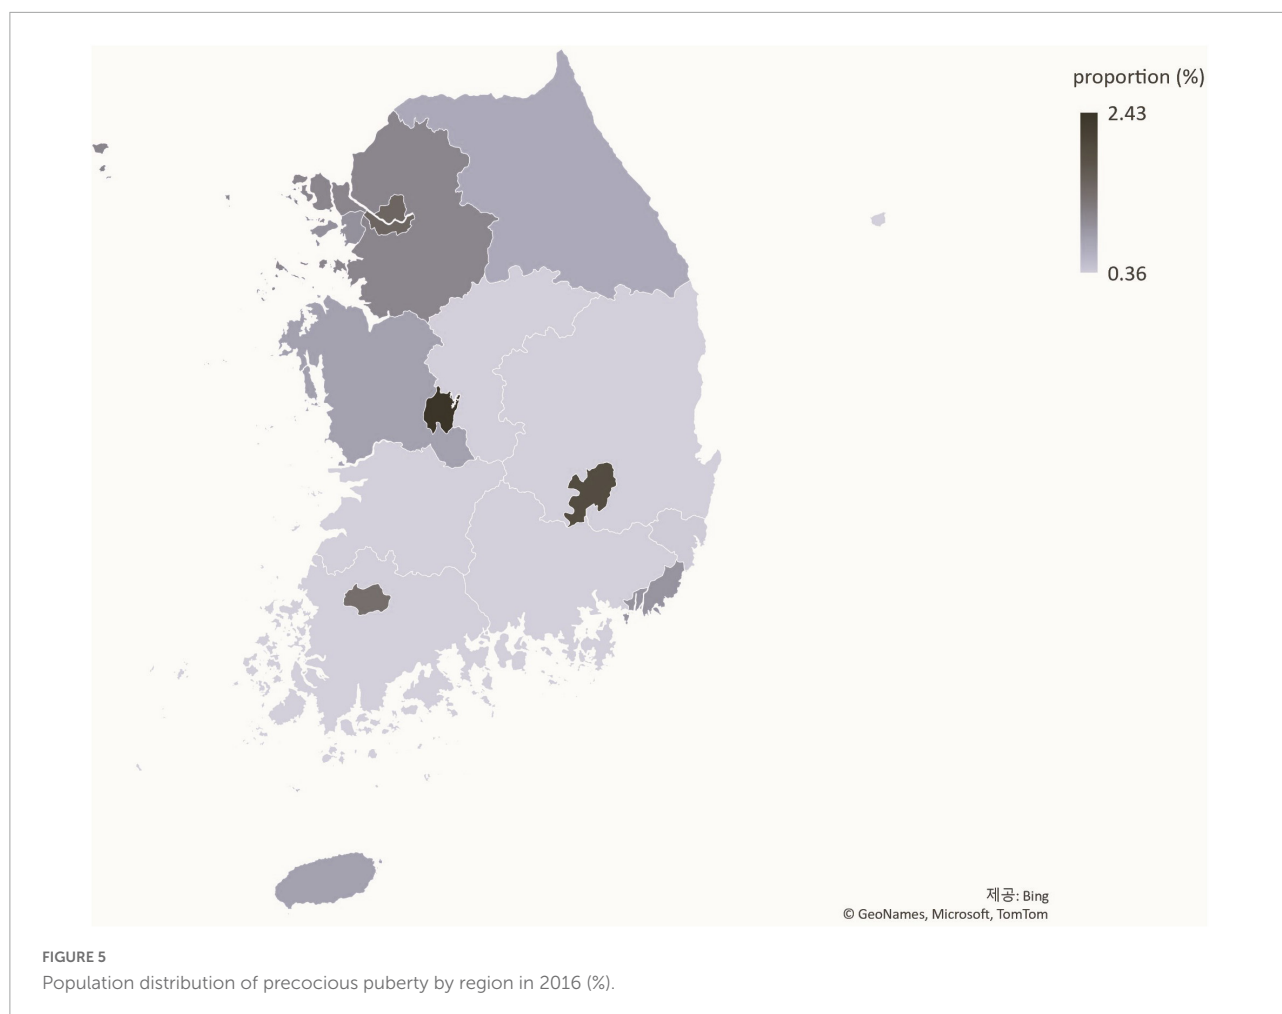 proportion (%)
2.43
0.36
제공: Bing
© GeoNames, Microsoft, TomTom
FIGURE 5
Population distribution of precocious puberty by region in 2016 (%).